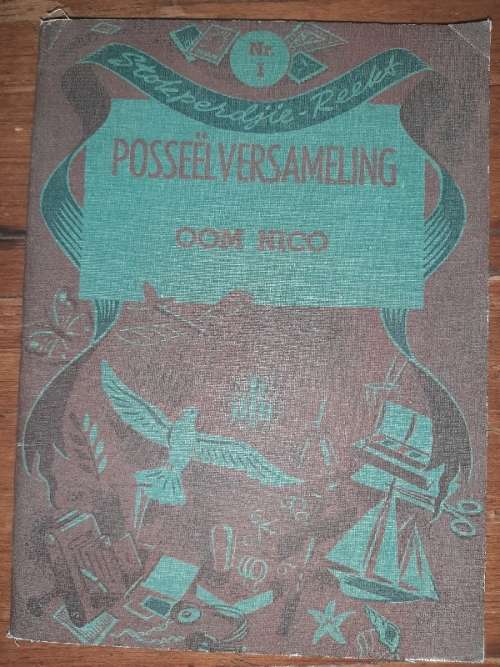 Nr.
1
Stokperdjie-Reeks
POSSEËLVERSAMELING
OOM NICO